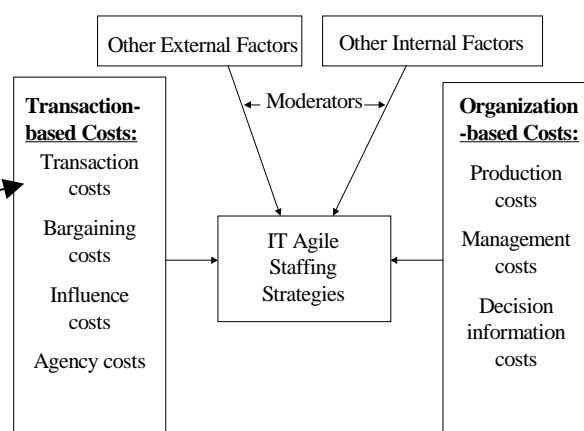 Other External Factors
Other Internal Factors
Moderators
Transaction-
based Costs:
Transaction
costs
Bargaining
costs
Influence
costs
Agency costs
IT Agile
Staffing
Strategies
Organization
-based Costs:
Production
costs
Management
costs
Decision
information
costs